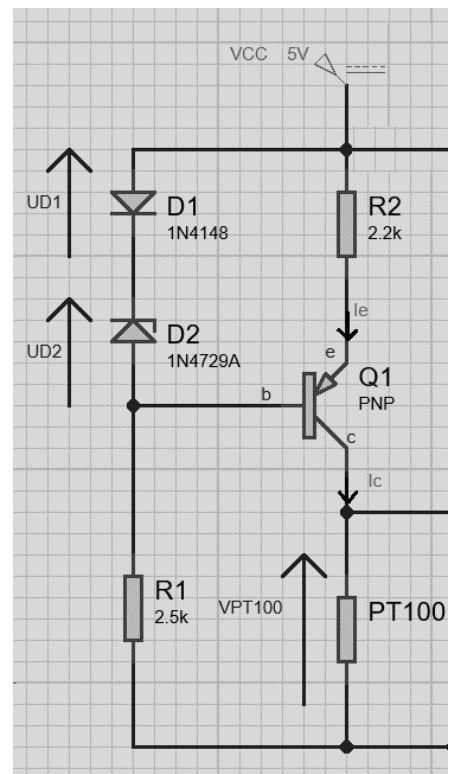 VCC 5V
UD1
D1
1N4148
R2
2.2k
Ie
UD2
D2
1N4729A
e
Q1
PNP
b
c
Ic
R1
2.5k
VPT100
PT100